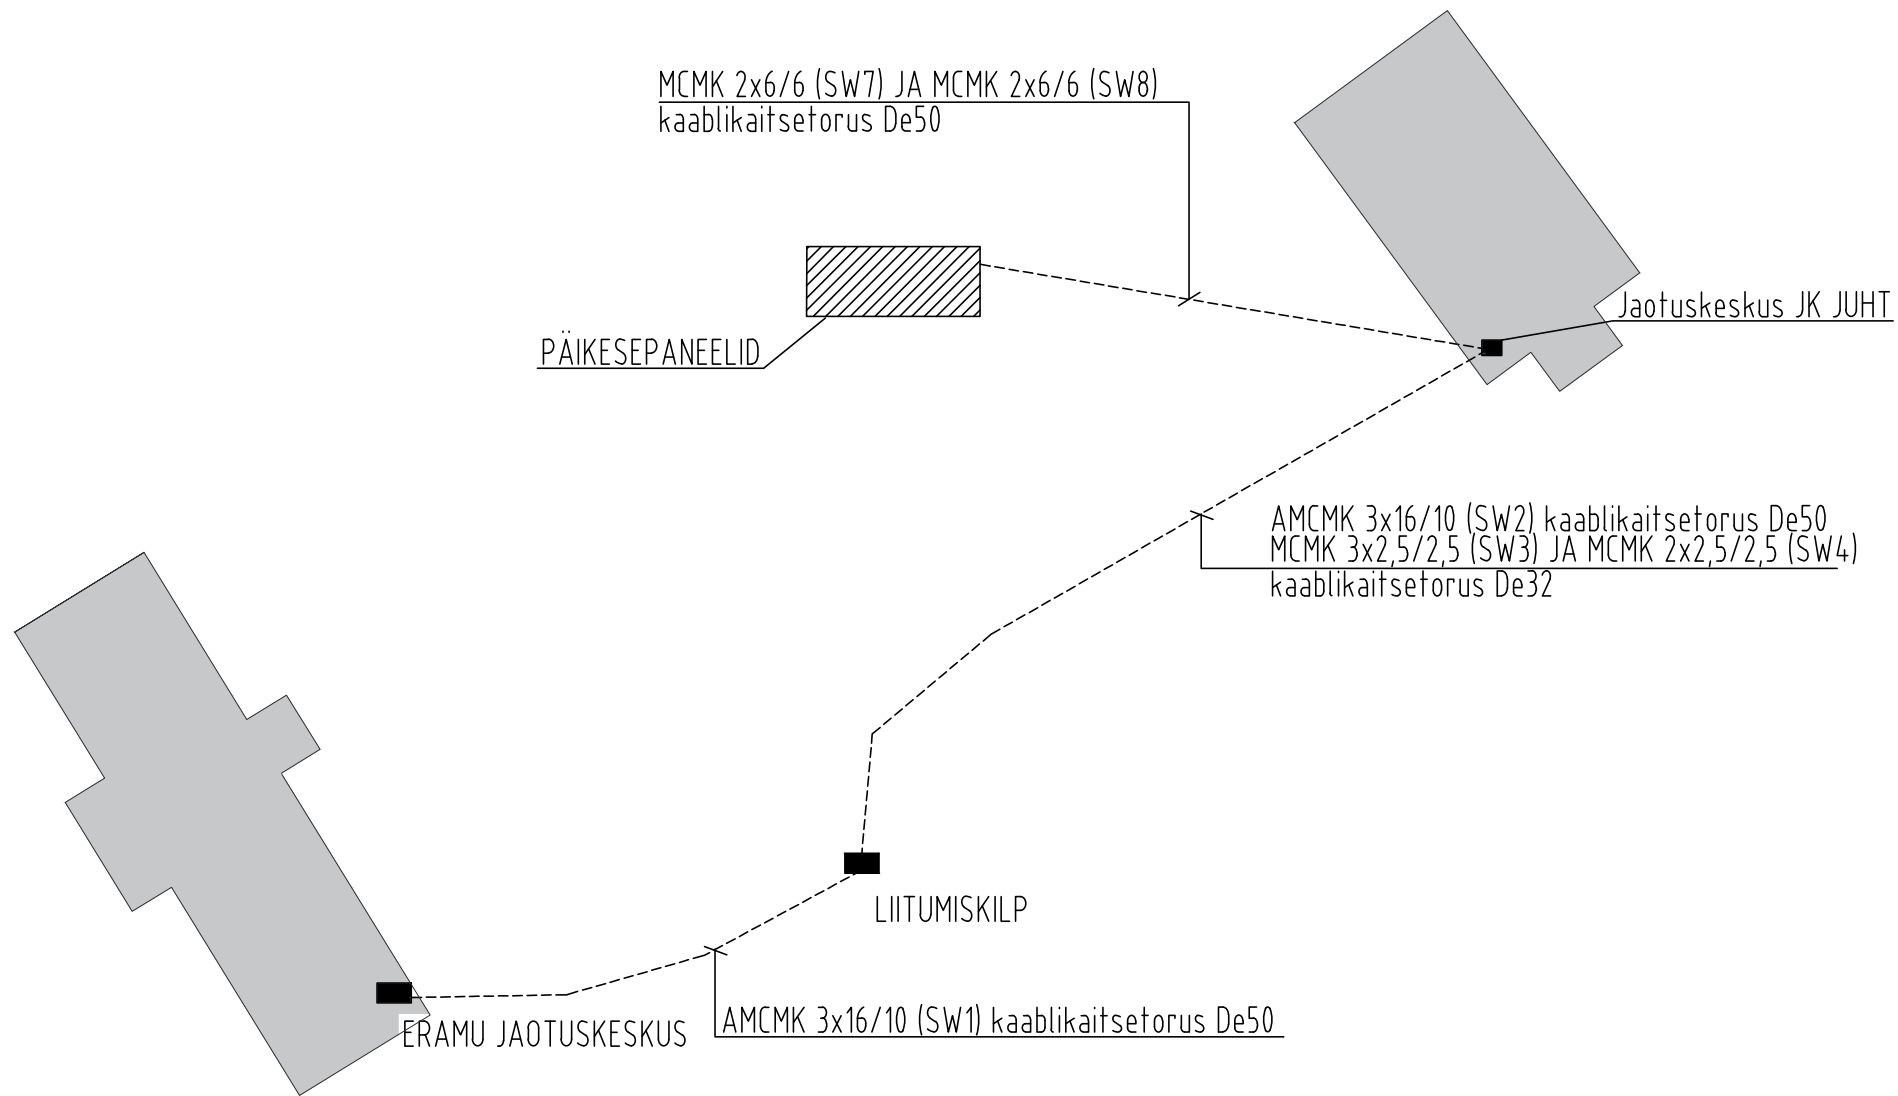 MCMK 2x6/6 (SW7) JA MCMK 2x6/6 (SW8)
kaablikaitsetorus De50
Jaotuskeskus JK JUHT
PÄIKESEPANEELID
AMCMK 3x16/10 (SW2) kaablikaitsetorus De50
MCMK 3x2,5/2,5 (SW3) JA MCMK 2x2,5/2,5 (SW4)
kaablikaitsetorus De32
LIITUMISKILP
AMCMK 3x16/10 (SW1) kaablikaitsetorus De50
ERAMU JAOTUSKESKUS